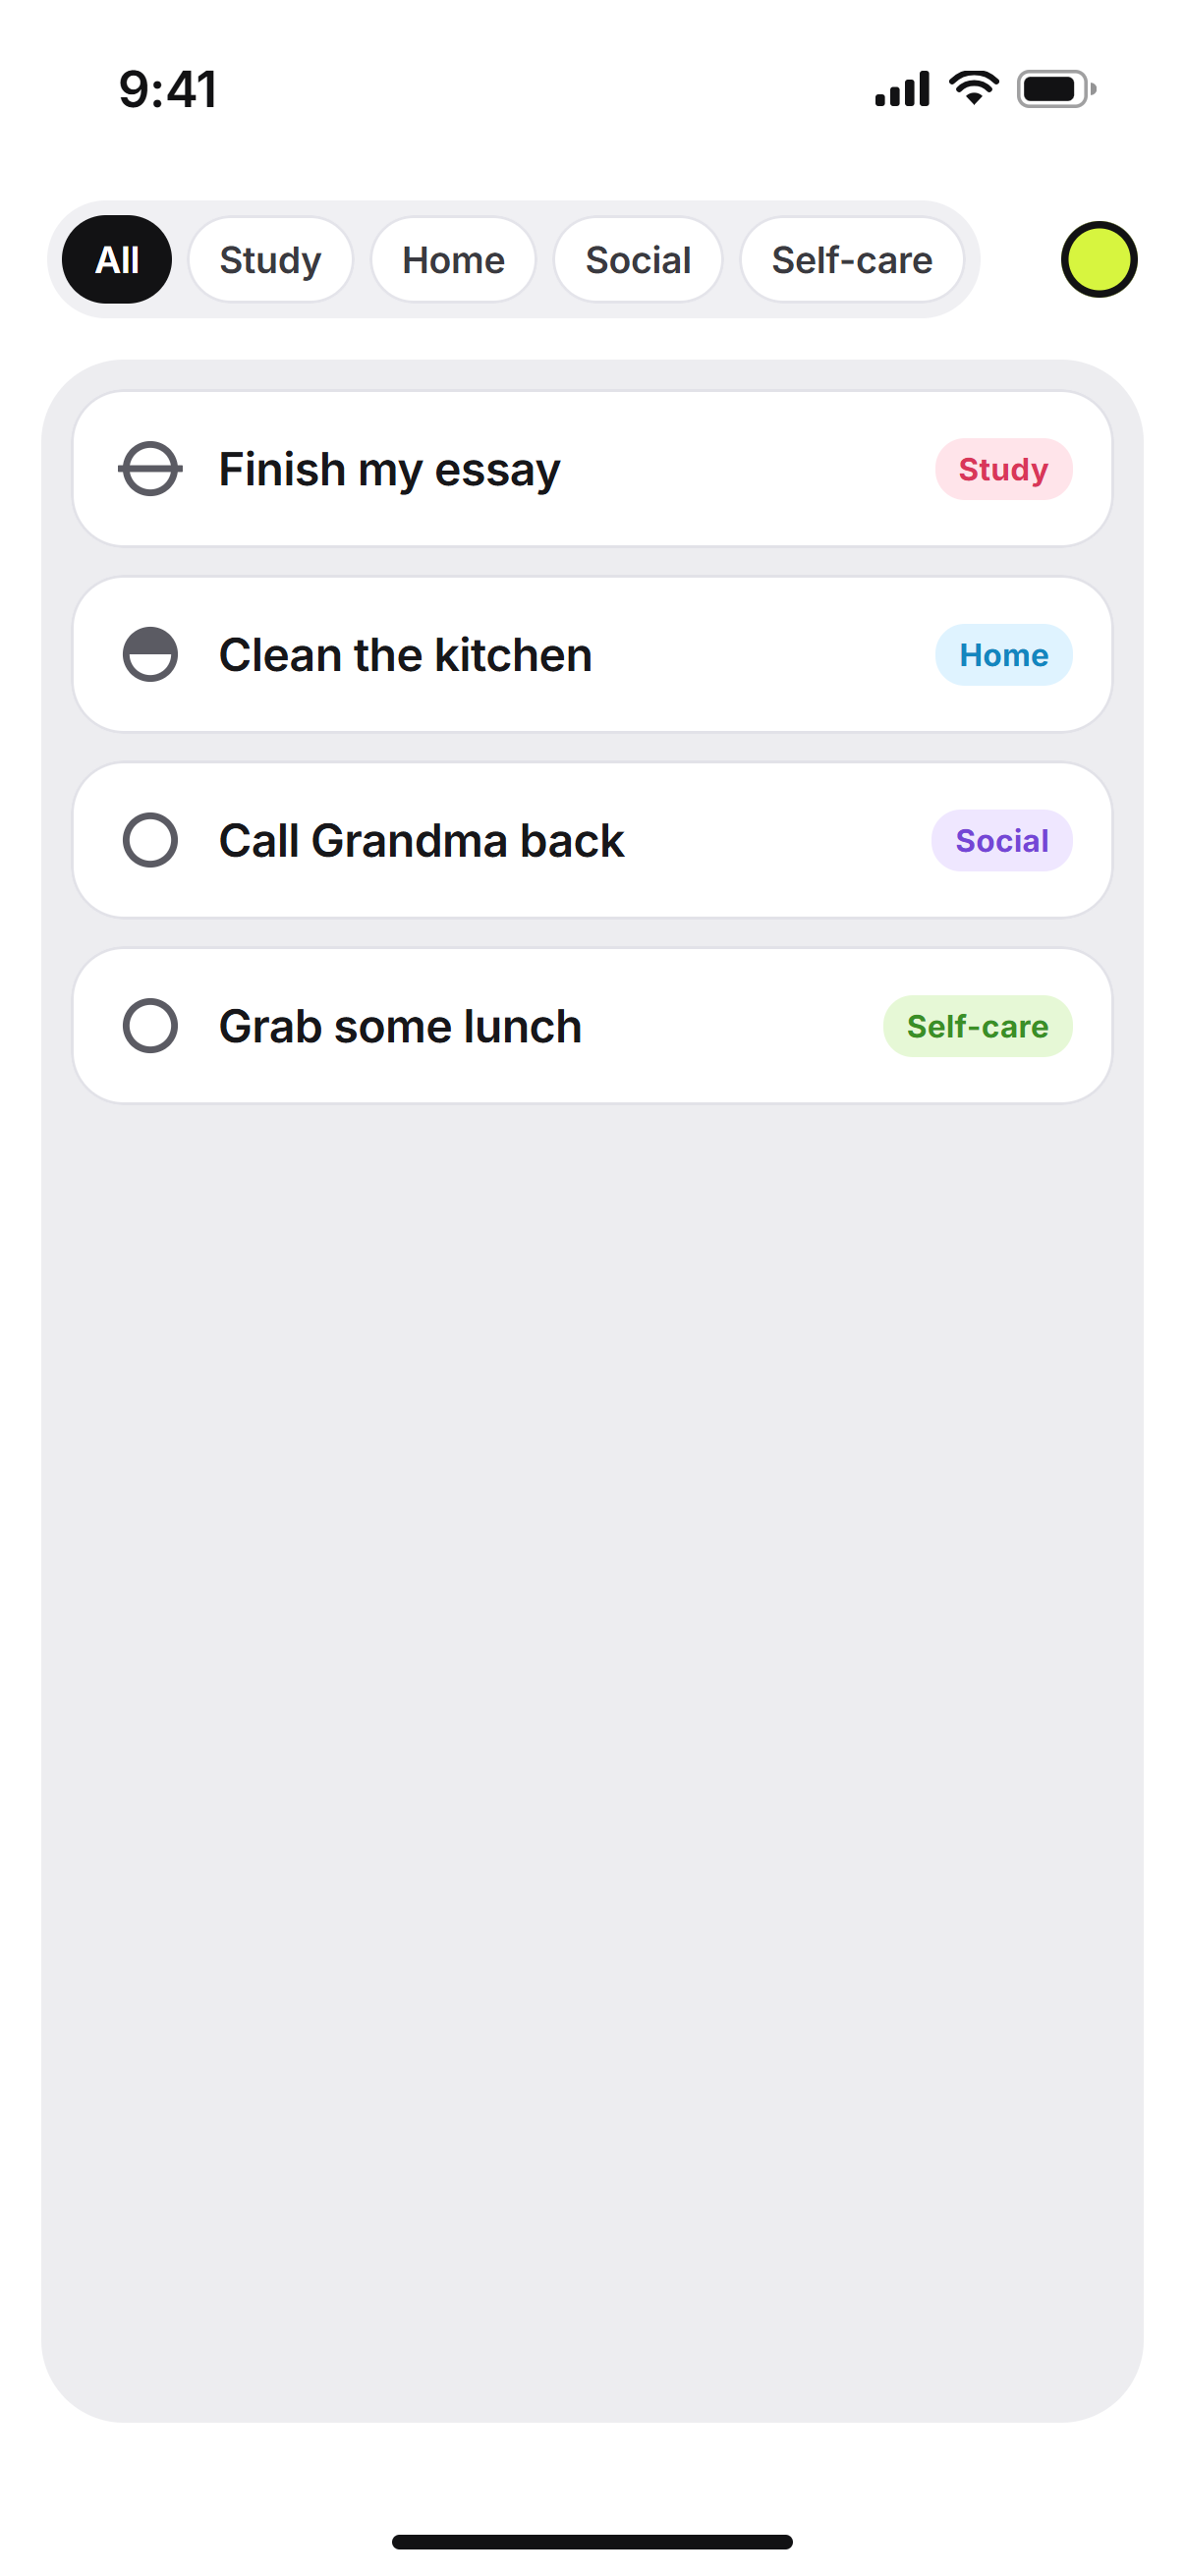 9:41
All Study Home Social Self-care
Finish my essay Study
Clean the kitchen Home
Call Grandma back Social
Grab some lunch Self-care